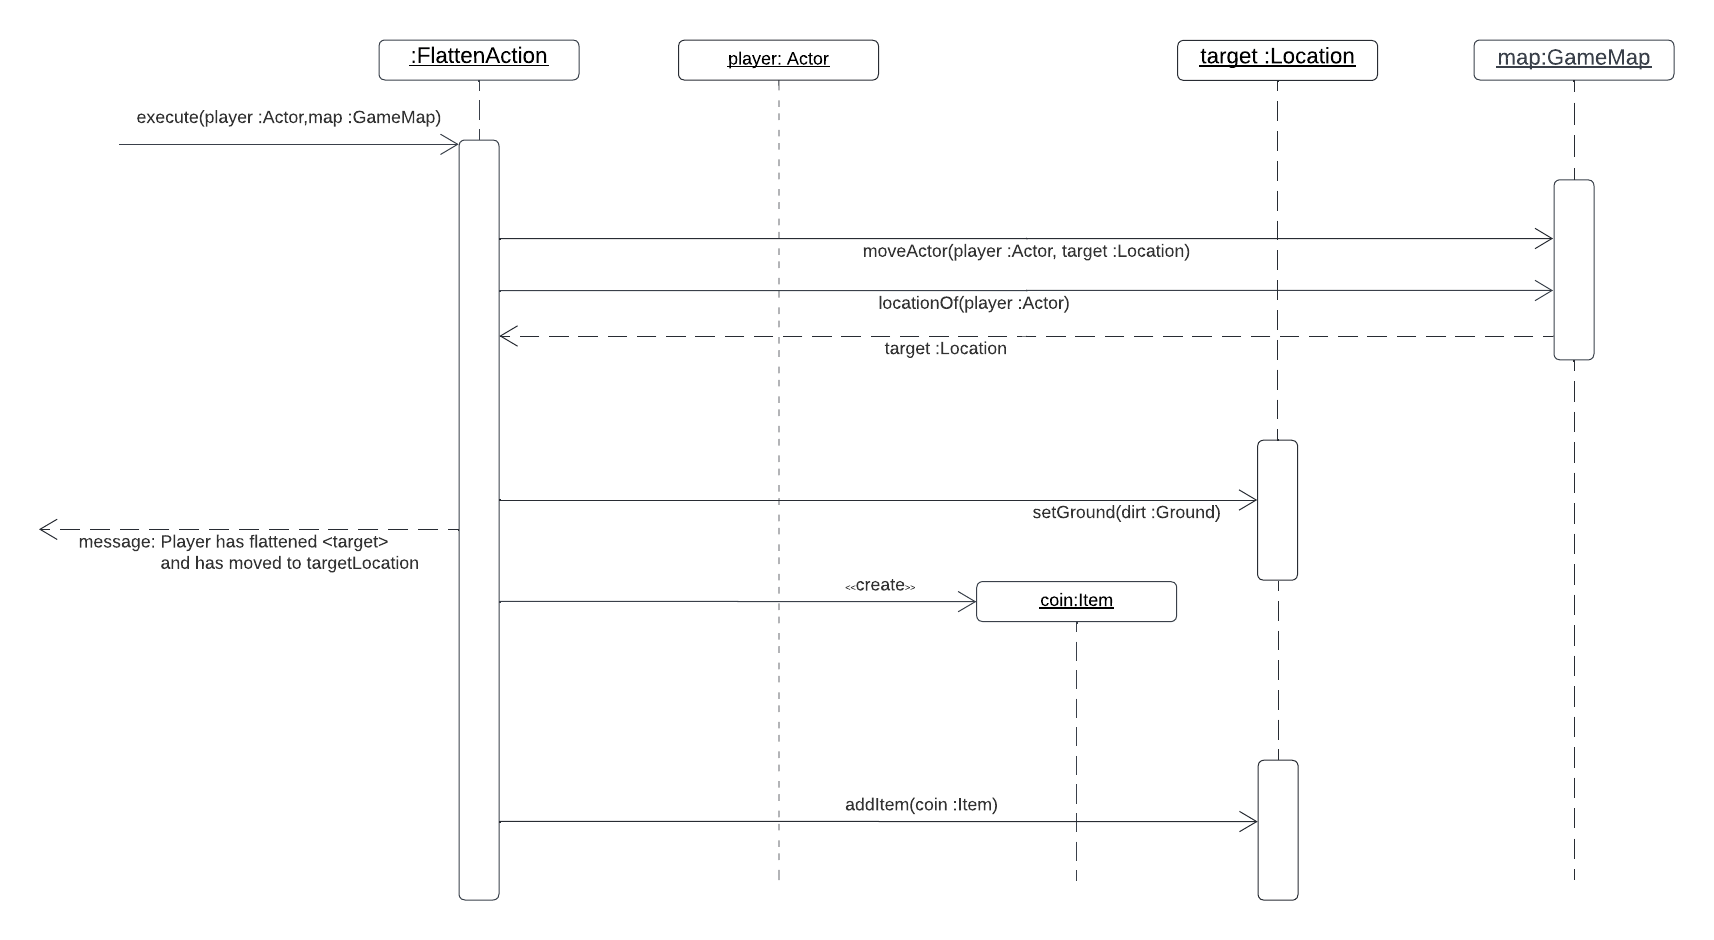 :FlattenAction
player: Actor
target :Location
map:GameMap
execute(player :Actor,map :GameMap)
moveActor(player :Actor, target :Location)
locationOf(player :Actor)
target :Location
setGround(dirt :Ground)
message: Player has flattened <target>
and has moved to targetLocation
<<create>>
coin:Item
addItem(coin :Item)